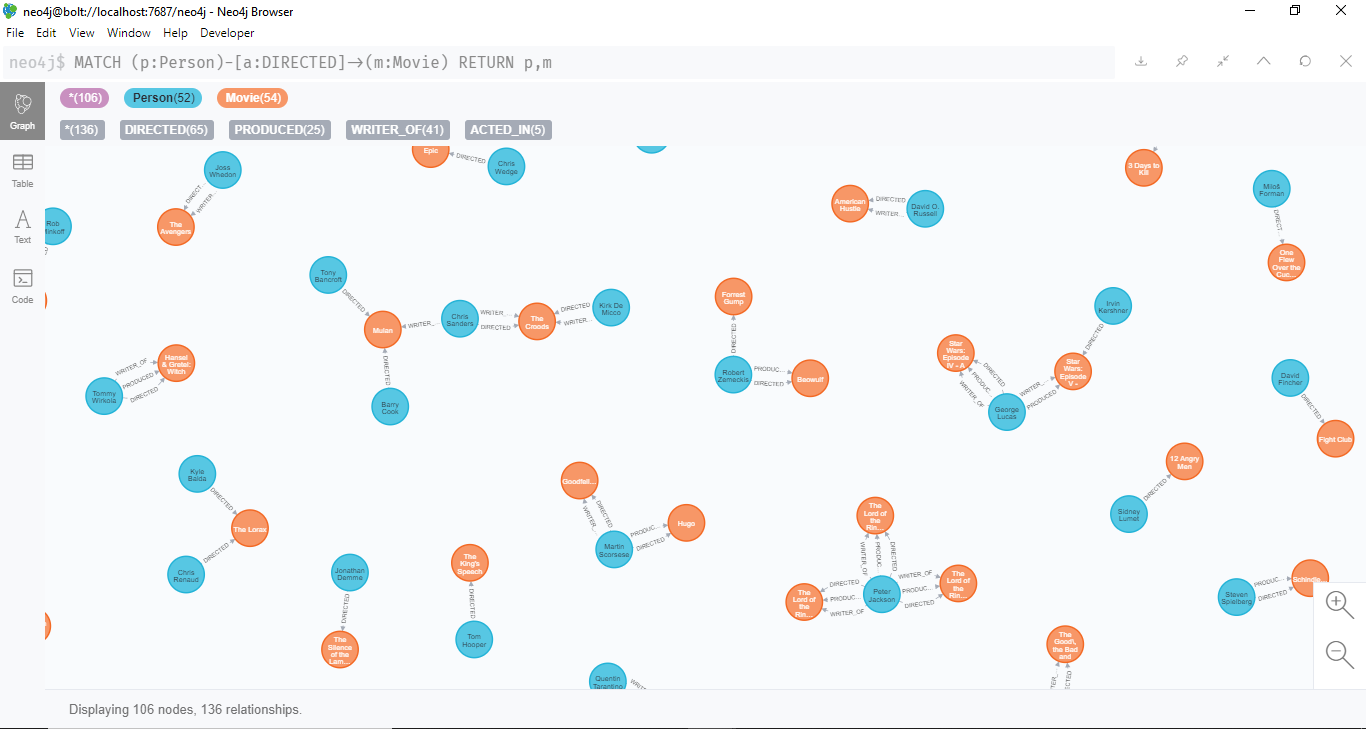 neo4j@bolt://localhost:7687/neo4j - Neo4j Browser
File Edit View Window Help Developer
neo4j$ MATCH (p:Person)-[a:DIRECTED]->(m:Movie) RETURN p,m
Graph
Table
Text
Code
*(106) Person(52) Movie(54)
*(136) DIRECTED(65) PRODUCED(25) WRITER_OF(41) ACTED_IN(5)
Joss Whedon
DIRECT...
WRITER...
The Avengers
Epic
DIRECTED
Chris Wedge
American Hustle
DIRECTED
WRITER...
David O. Russell
3 Days to Kill
Miloš Forman
DIRECT...
One Flew Over the Cuc...
Rob
Tony Bancroft
DIRECTED
Mulan
WRITER...
Chris Sanders
WRITER...
DIRECTED
The Croods
DIRECTED
WRITER...
Kirk De Micco
DIRECTED
Barry Cook
Forrest Gump
DIRECTED
Robert Zemeckis
PRODUC...
DIRECTED
Beowulf
Irvin Kershner
DIRECTED
Star Wars: Episode IV - A
DIRECTED
PRODUC...
WRITER_OF
Star Wars: Episode V -
WRITER...
PRODUCED
George Lucas
David Fincher
DIRECTED
Fight Club
Hansel & Gretel: Witch
WRITER_OF
PRODUCED
DIRECTED
Tommy Wirkola
Kyle Balda
DIRECTED
The Lorax
DIRECTED
Chris Renaud
Jonathan Demme
DIRECTED
The Silence of the Lam...
The King's Speech
DIRECTED
Tom Hooper
Goodfell...
DIRECTED
WRITER...
Martin Scorsese
PRODUC...
DIRECTED
Hugo
The Lord of the Rin...
WRITER_OF
PRODUC...
DIRECTED
The Lord of the Rin...
DIRECTED
PRODUC...
WRITER_OF
Peter Jackson
WRITER_OF
PRODUC...
DIRECTED
The Lord of the Rin...
12 Angry Men
DIRECTED
Sidney Lumet
Steven Spielberg
PRODUC...
DIRECTED
Schindle...
The Good\, the Bad and
Quentin Tarantino
Displaying 106 nodes, 136 relationships.